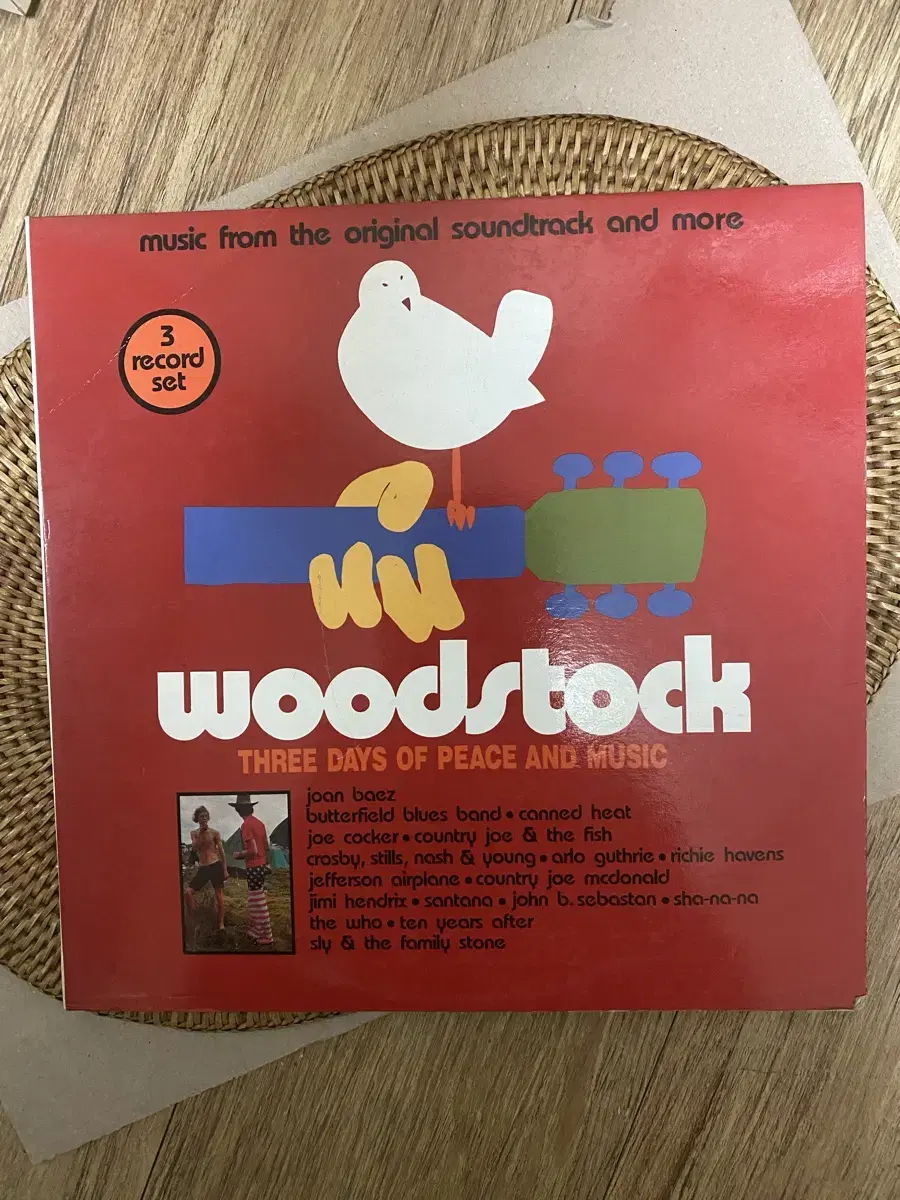 music from the original soundtrack and more
3
record
set
woodstock
THREE DAYS OF PEACE AND MUSIC
joan baez
butterfield blues band • canned heat
joe cocker • country joe & the fish
crosby, stills, nash & young • arlo guthrie • richie havens
jefferson airplane • country joe mcdonald
jimi hendrix • santana • john b. sebastan • sha-na-na
the who • ten years after
sly & the family stone